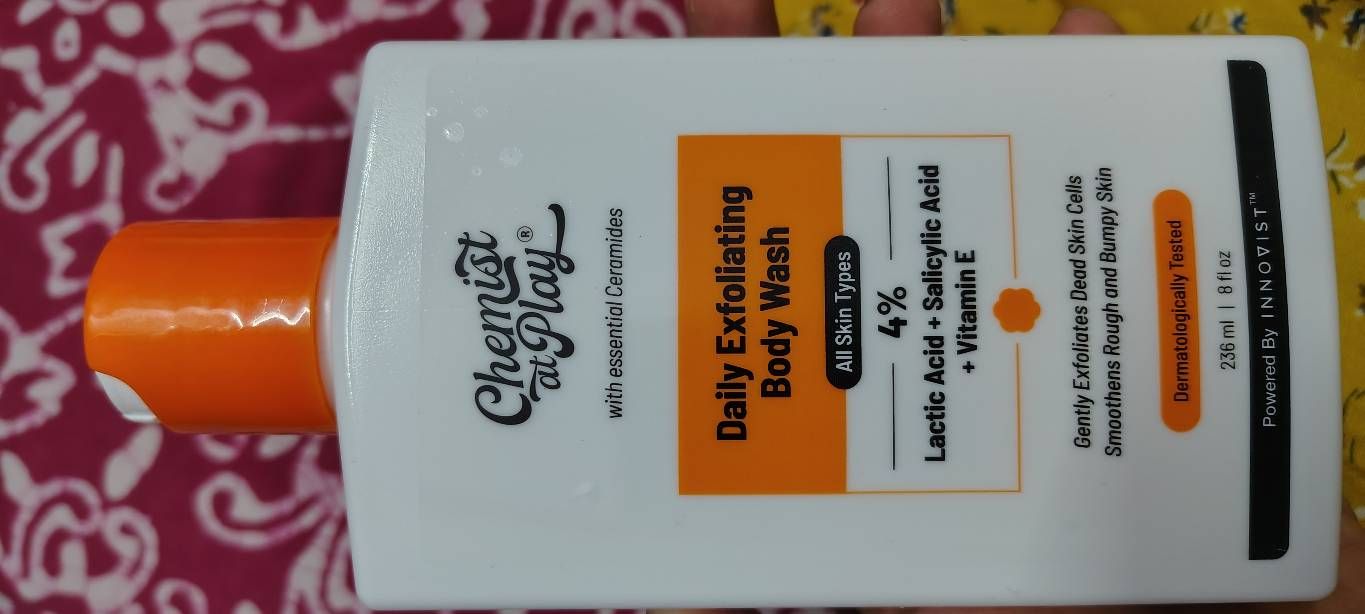 Chemist
at Play®
with essential Ceramides
Daily Exfoliating
Body Wash
All Skin Types
4%
Lactic Acid + Salicylic Acid
+ Vitamin E
Gently Exfoliates Dead Skin Cells
Smoothens Rough and Bumpy Skin
Dermatologically Tested
236 ml | 8 fl oz
Powered By INNOVIST™